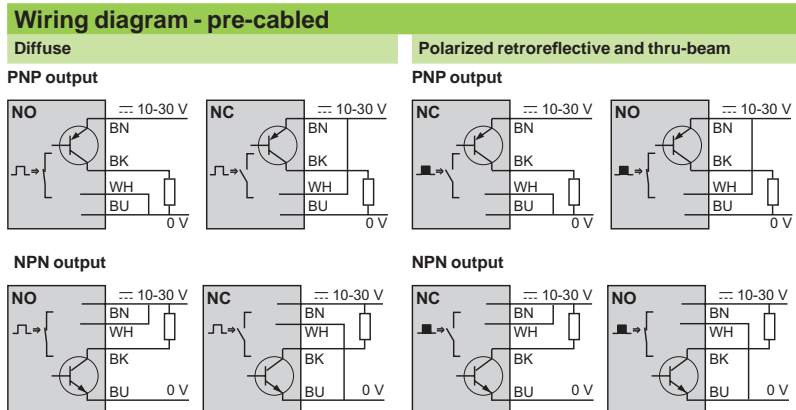 Wiring diagram - pre-cabled
Diffuse
Polarized retroreflective and thru-beam
PNP output
PNP output
NO
10-30 V
BN
BK
WH
BU
0 V
NC
10-30 V
BN
BK
WH
BU
0 V
NC
10-30 V
BN
BK
WH
BU
0 V
NO
10-30 V
BN
BK
WH
BU
0 V
NPN output
NPN output
NO
10-30 V
BN
WH
BK
BU
0 V
NC
10-30 V
BN
WH
BK
BU
0 V
NC
10-30 V
BN
WH
BK
BU
0 V
NO
10-30 V
BN
WH
BK
BU
0 V